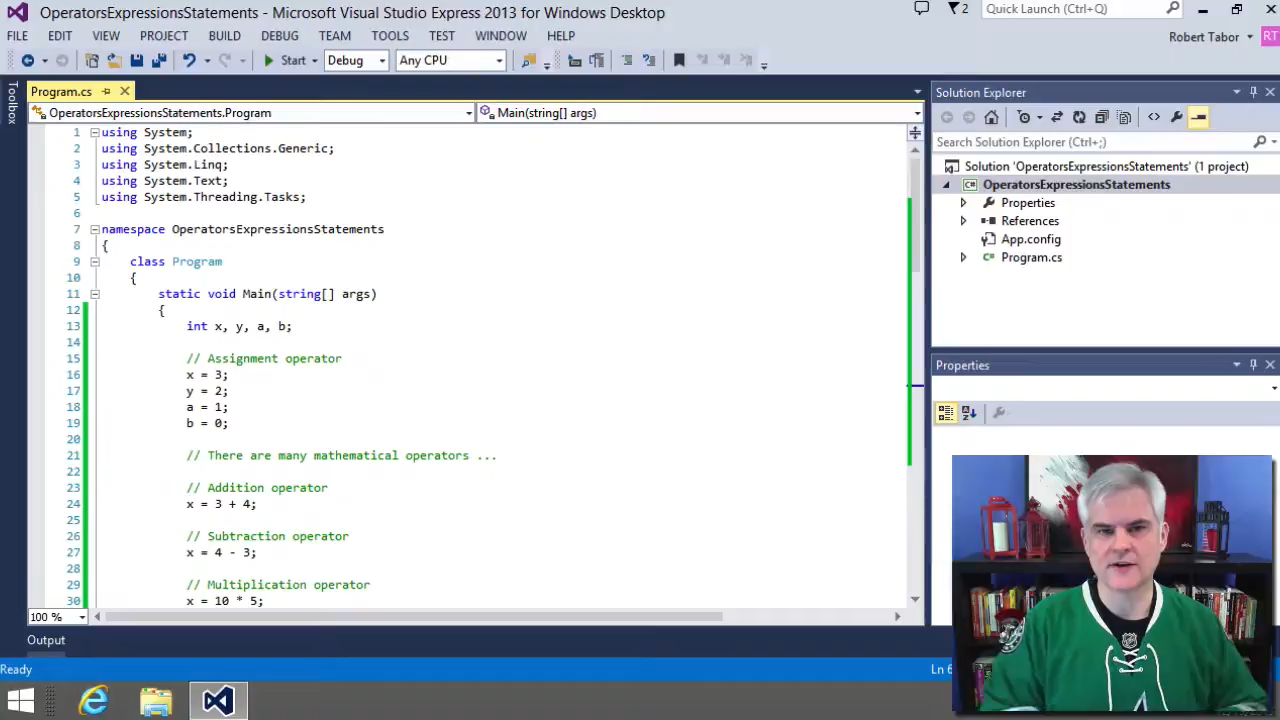 OperatorsExpressionsStatements - Microsoft Visual Studio Express 2013 for Windows Desktop
2
Quick Launch (Ctrl+Q)
FILE EDIT VIEW PROJECT BUILD DEBUG TEAM TOOLS TEST WINDOW HELP
Robert Tabor RT
Start Debug Any CPU
Toolbox
Program.cs
OperatorsExpressionsStatements.Program
Main(string[] args)
1 using System;
2 using System.Collections.Generic;
3 using System.Linq;
4 using System.Text;
5 using System.Threading.Tasks;
6
7 namespace OperatorsExpressionsStatements
8 {
9 class Program
10 {
11 static void Main(string[] args)
12 {
13 int x, y, a, b;
14
15 // Assignment operator
16 x = 3;
17 y = 2;
18 a = 1;
19 b = 0;
20
21 // There are many mathematical operators ...
22
23 // Addition operator
24 x = 3 + 4;
25
26 // Subtraction operator
27 x = 4 - 3;
28
29 // Multiplication operator
30 x = 10 * 5;
100 %
Solution Explorer
Search Solution Explorer (Ctrl+;)
Solution 'OperatorsExpressionsStatements' (1 project)
C# OperatorsExpressionsStatements
Properties
References
App.config
C# Program.cs
Properties
Output
Ready
Ln 6